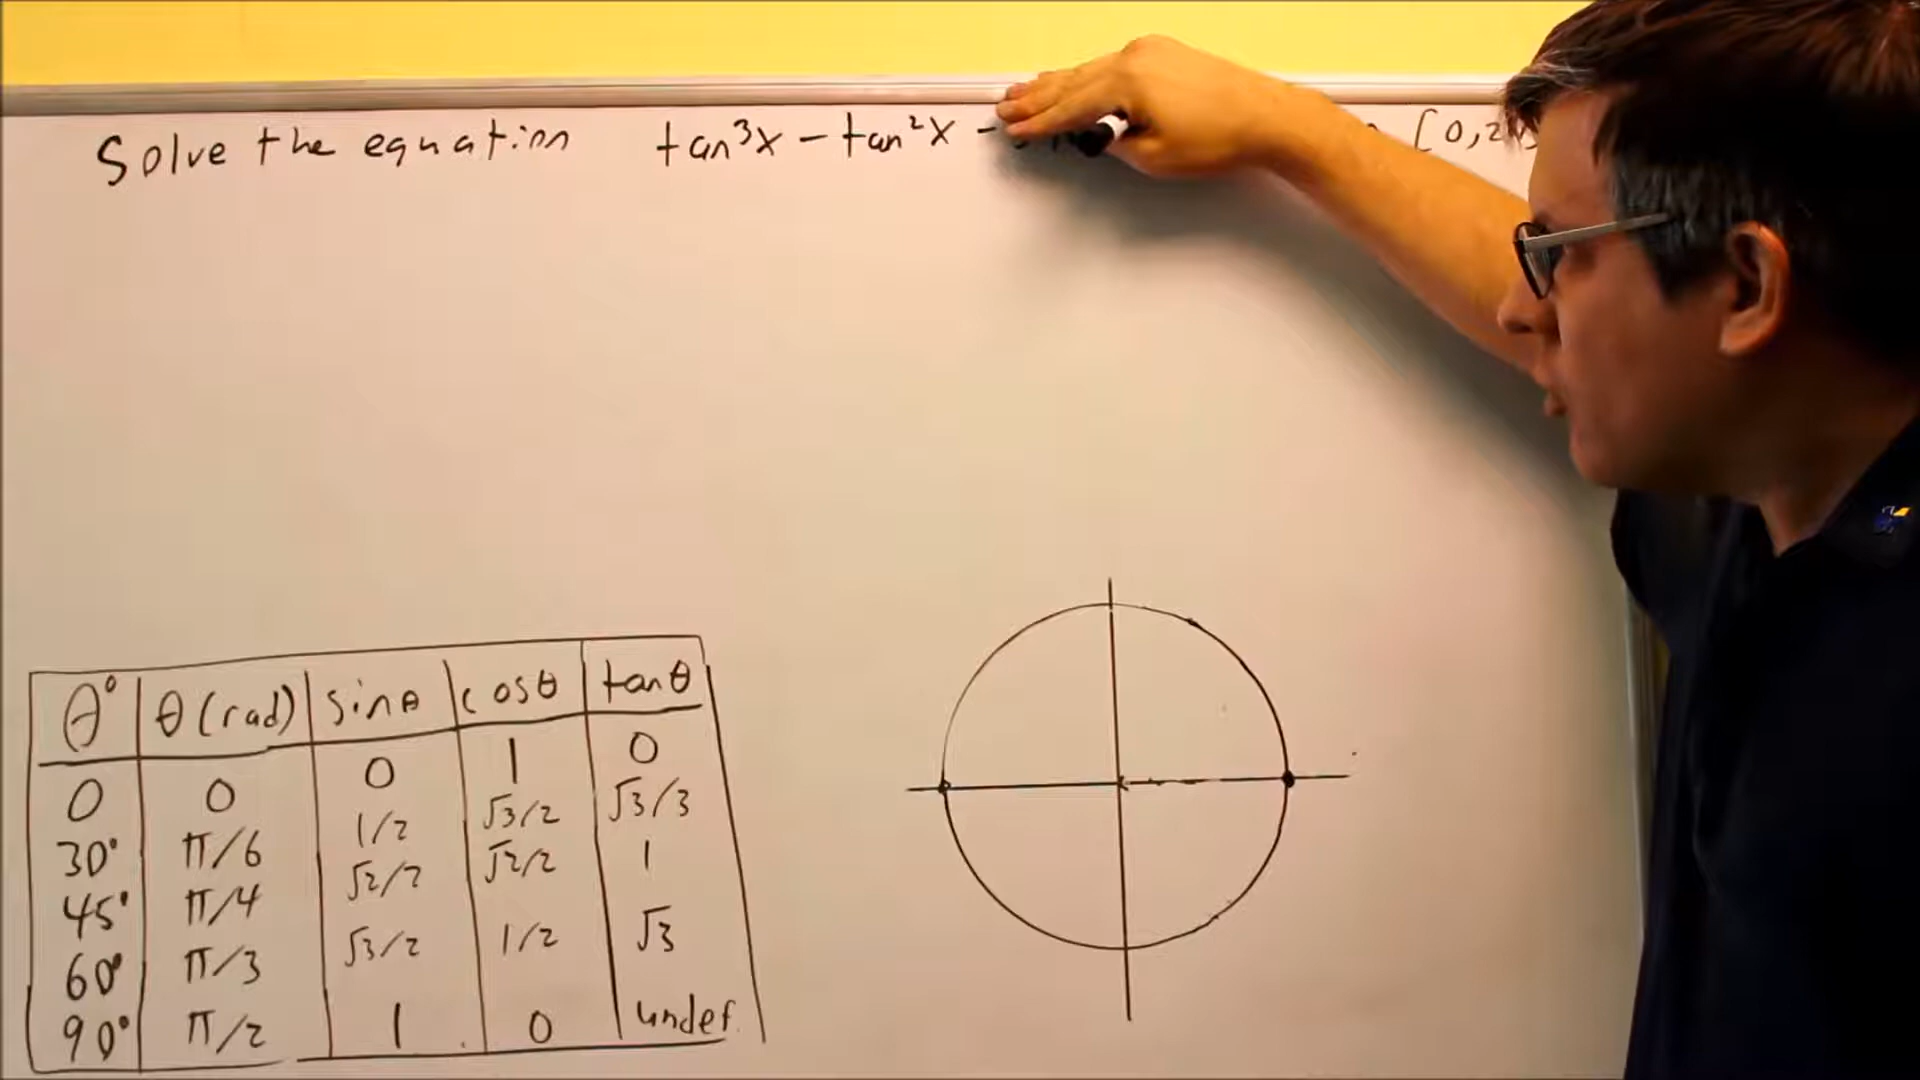 Solve the equation tan³x - tan²x - [0,2
θ° θ (rad) sinθ cosθ tanθ
0 0 0 1 0
30° π/6 1/2 √3/2 √3/3
45° π/4 √2/2 √2/2 1
60° π/3 √3/2 1/2 √3
90° π/2 1 0 undef.